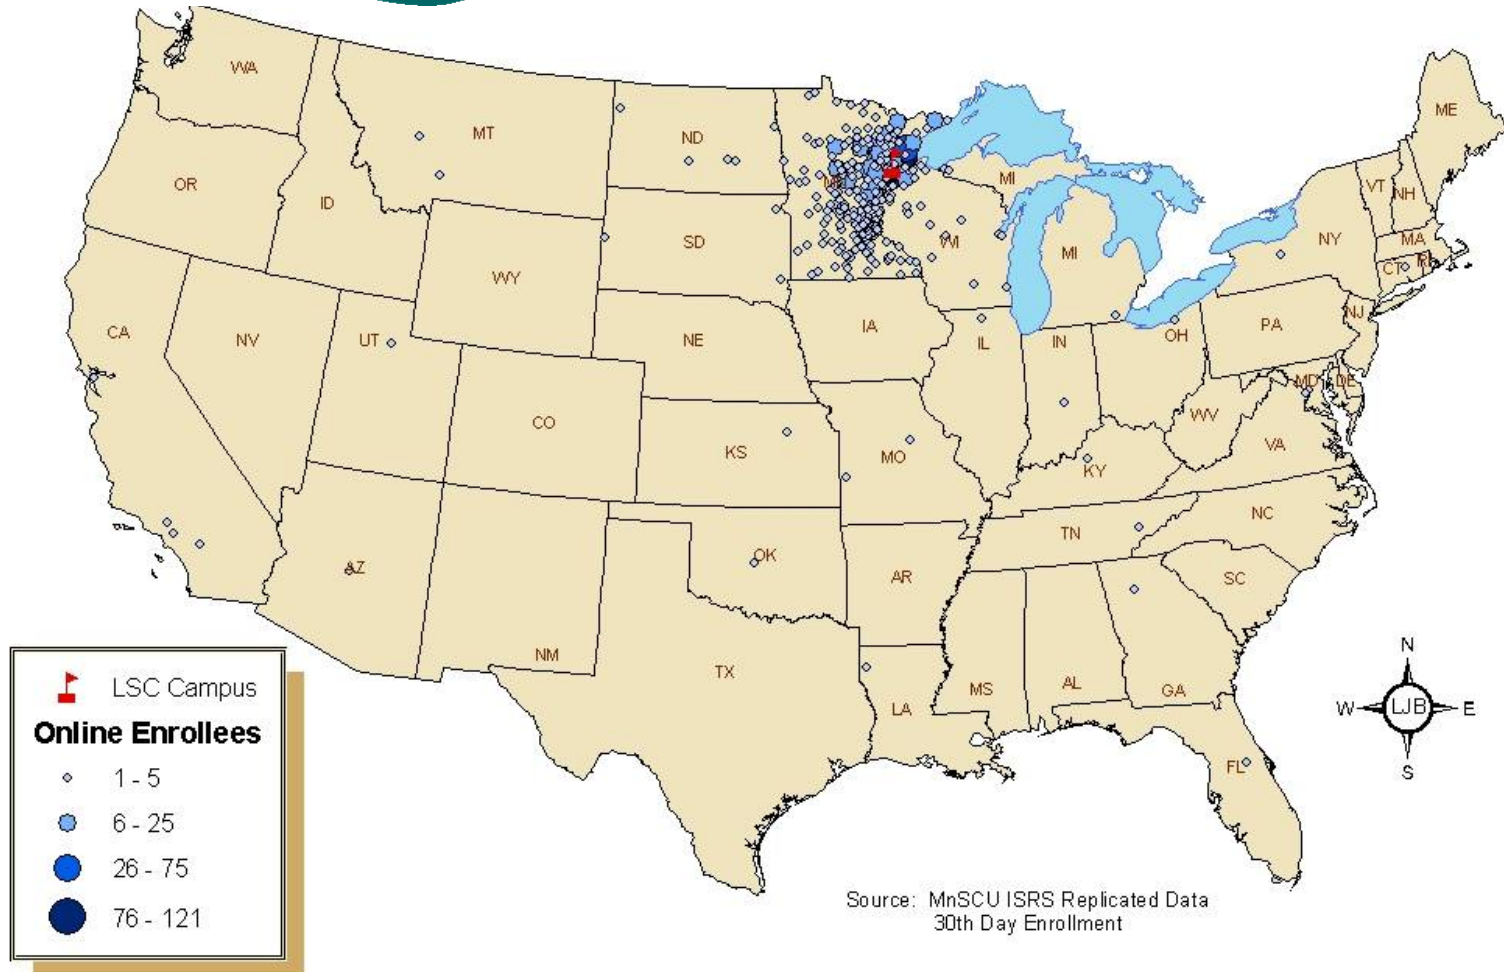 WA
ME
MT
ND
OR
MI
VT
NH
ID
SD
WI
NY
MA
MI
CT
RI
WY
IA
PA
NJ
CA
NV
UT
NE
IL
IN
OH
MD
DE
CO
WV
KS
MO
VA
KY
NC
TN
OK
AZ
AR
SC
NM
TX
MS
AL
GA
LA
FL
N
W
LJB
E
S
LSC Campus
Online Enrollees
1 - 5
6 - 25
26 - 75
76 - 121
Source: MnSCU ISRS Replicated Data
30th Day Enrollment